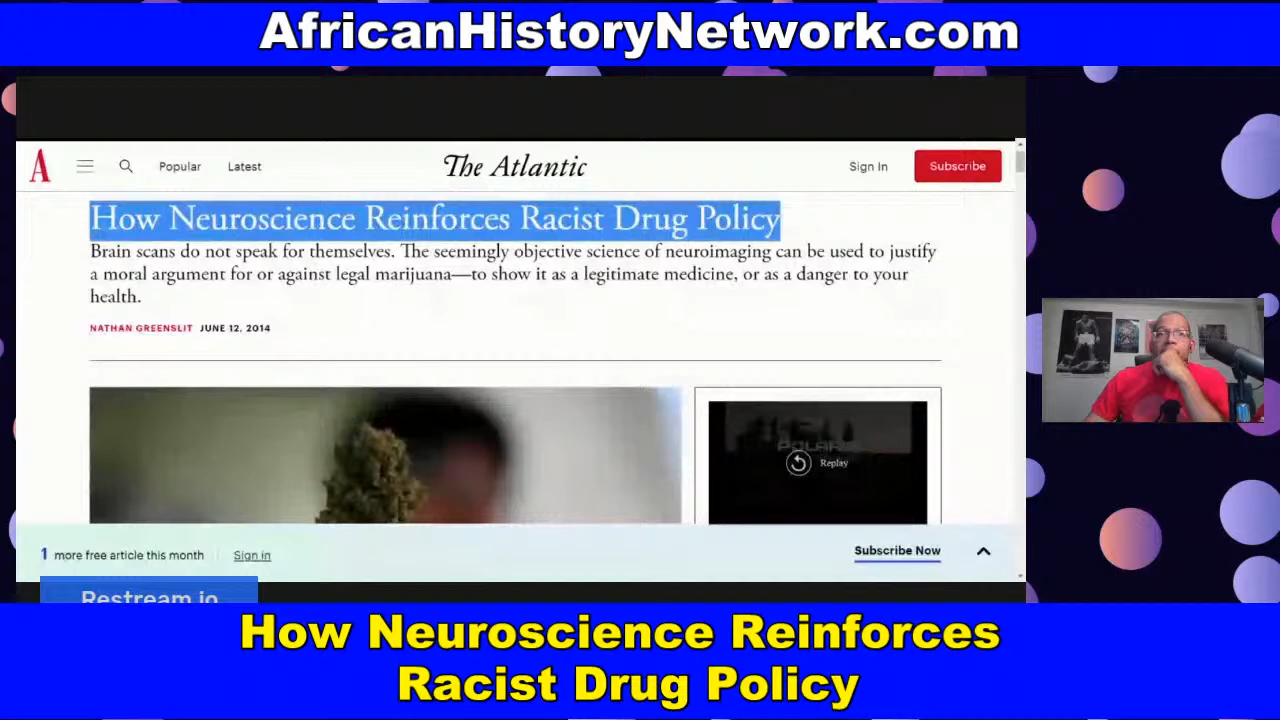 AfricanHistoryNetwork.com
A
Popular
Latest
The Atlantic
Sign In
Subscribe
How Neuroscience Reinforces Racist Drug Policy
Brain scans do not speak for themselves. The seemingly objective science of neuroimaging can be used to justify
a moral argument for or against legal marijuana—to show it as a legitimate medicine, or as a danger to your
health.
NATHAN GREENSLIT JUNE 12, 2014
POLARIS
Replay
1 more free article this month
Sign in
Subscribe Now
Restream.io
How Neuroscience Reinforces
Racist Drug Policy